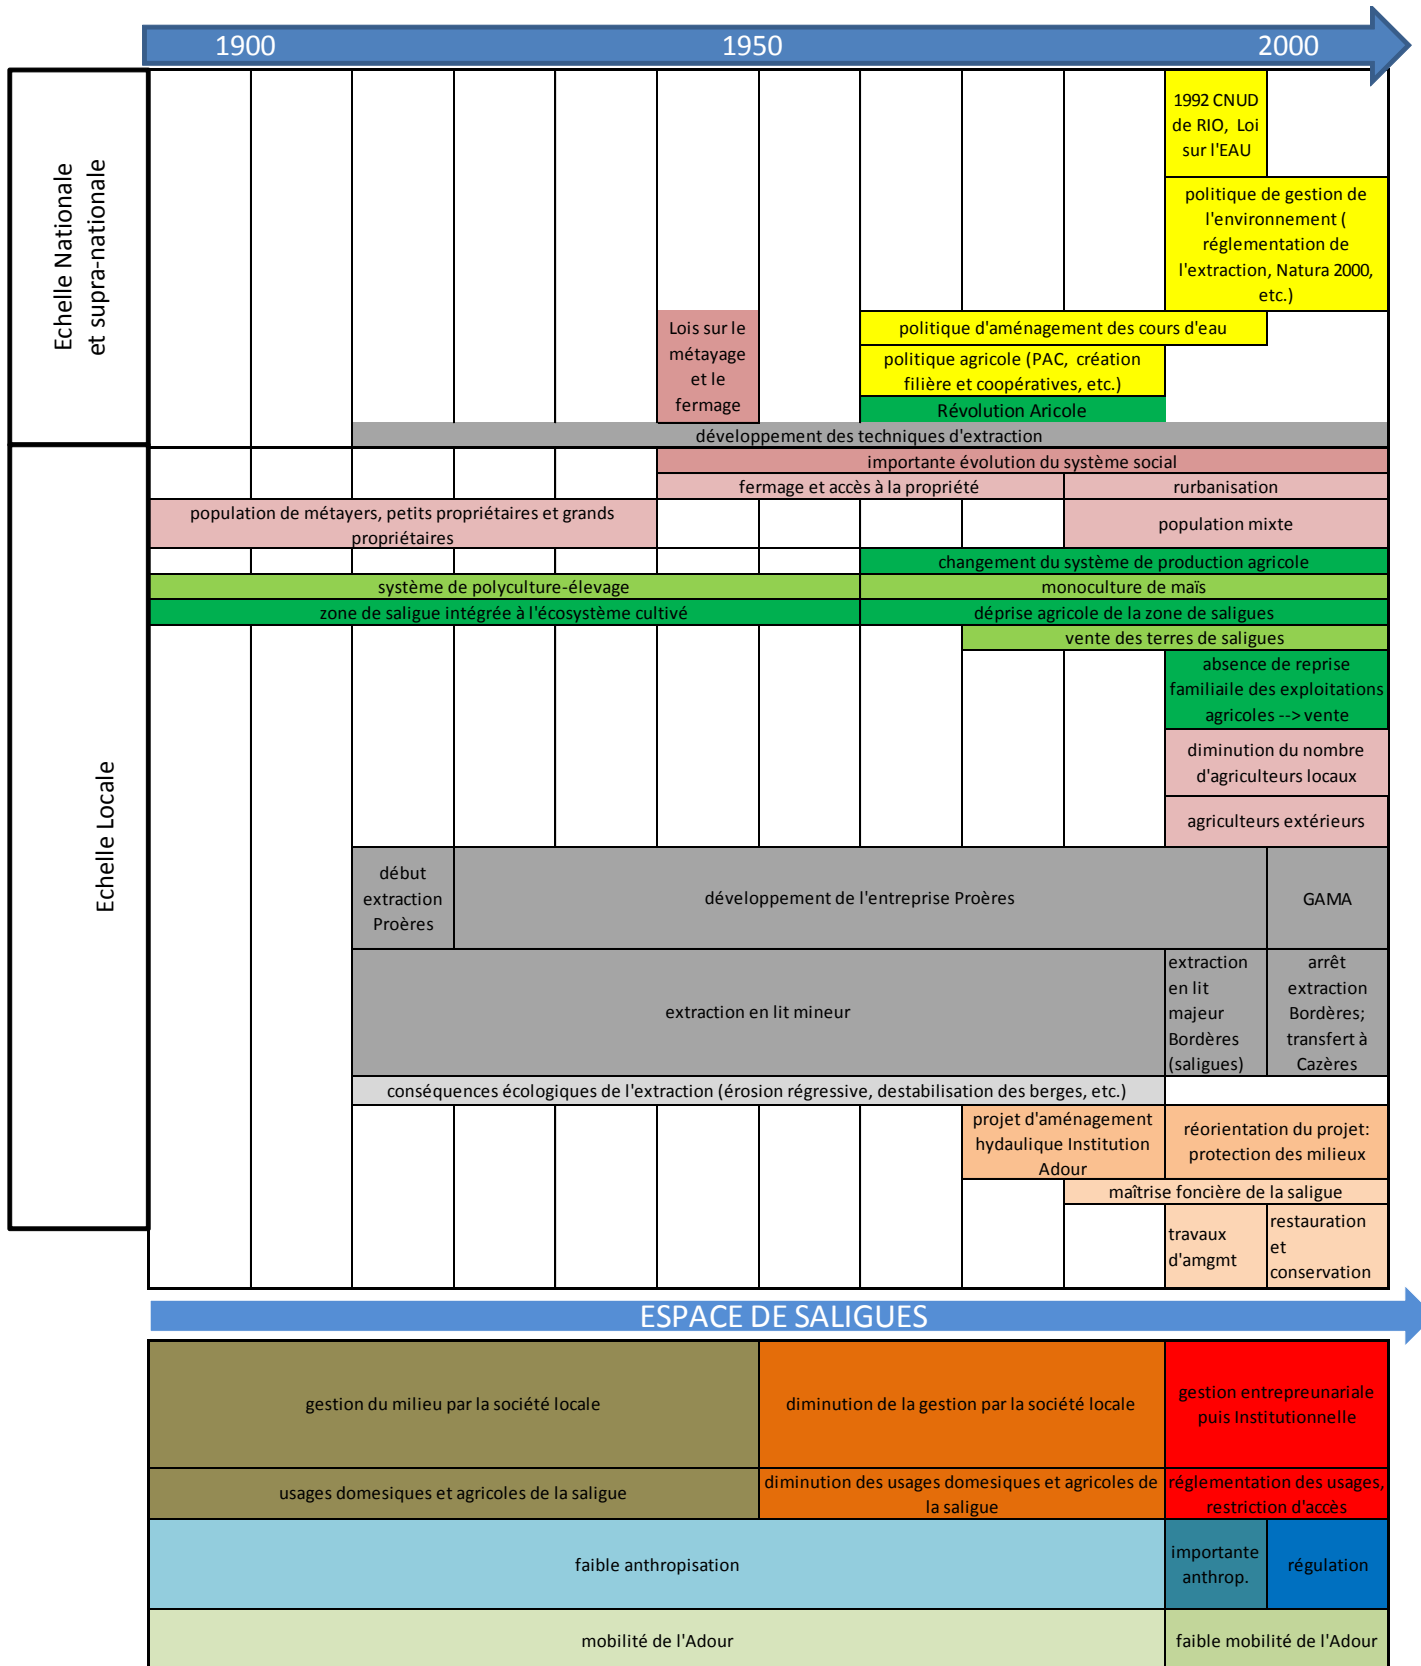 1900 1950 2000
Echelle Nationale
et supra-nationale
1992 CNUD
de RIO, Loi
sur l'EAU
politique de gestion de
l'environnement (
réglementation de
l'extraction, Natura 2000,
etc.)
Lois sur le
métayage
et le
fermage
politique d'aménagement des cours d'eau
politique agricole (PAC, création
filière et coopératives, etc.)
Révolution Aricole
développement des techniques d'extraction
Echelle Locale
importante évolution du système social
fermage et accès à la propriété
rurbanisation
population de métayers, petits propriétaires et grands
propriétaires
population mixte
changement du système de production agricole
système de polyculture-élevage
monoculture de maïs
zone de saligue intégrée à l'écosystème cultivé
déprise agricole de la zone de saligues
vente des terres de saligues
absence de reprise
familiaile des exploitations
agricoles --> vente
diminution du nombre
d'agriculteurs locaux
agriculteurs extérieurs
début
extraction
Proères
développement de l'entreprise Proères
GAMA
extraction en lit mineur
extraction
en lit
majeur
Bordères
(saligues)
arrêt
extraction
Bordères;
transfert à
Cazères
conséquences écologiques de l'extraction (érosion régressive, destabilisation des berges, etc.)
projet d'aménagement
hydaulique Institution
Adour
réorientation du projet:
protection des milieux
maîtrise foncière de la saligue
travaux
d'amgmt
restauration
et
conservation
ESPACE DE SALIGUES
gestion du milieu par la société locale
diminution de la gestion par la société locale
gestion entrepreunariale
puis Institutionnelle
usages domesiques et agricoles de la saligue
diminution des usages domesiques et agricoles de
la saligue
réglementation des usages,
restriction d'accès
faible anthropisation
importante
anthrop.
régulation
mobilité de l'Adour
faible mobilité de l'Adour